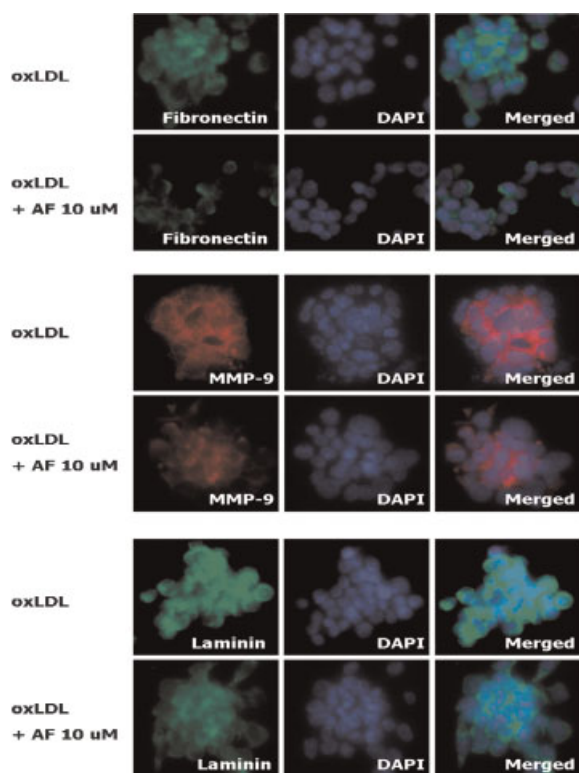 oxLDL
Fibronectin DAPI Merged
oxLDL
+ AF 10 uM
Fibronectin DAPI Merged
oxLDL
MMP-9 DAPI Merged
oxLDL
+ AF 10 uM
MMP-9 DAPI Merged
oxLDL
Laminin DAPI Merged
oxLDL
+ AF 10 uM
Laminin DAPI Merged